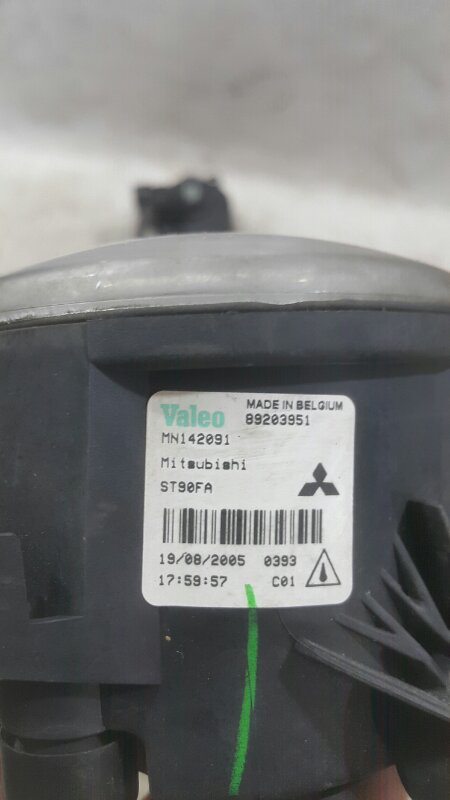 Valeo MADE IN BELGIUM
89203951
MN142091
Mitsubishi
ST90FA
19/08/2005 0393
17:59:57 C01